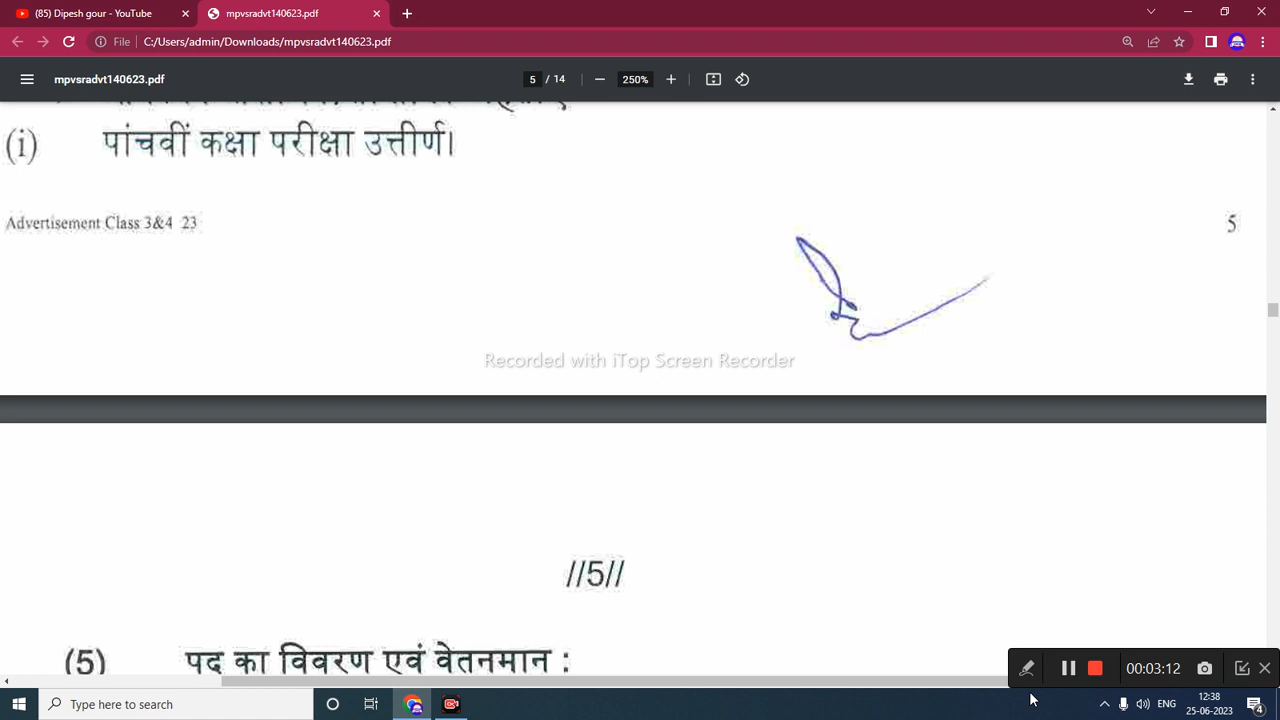 (85) Dipesh gour - YouTube
mpvsradvt140623.pdf
File
C:/Users/admin/Downloads/mpvsradvt140623.pdf
mpvsradvt140623.pdf
5 / 14
250%
(i) पांचवीं कक्षा परीक्षा उत्तीर्ण।
Advertisement Class 3&4 23
5
Recorded with iTop Screen Recorder
//5//
(5) पद का विवरण एवं वेतनमान :
00:03:12
Type here to search
ENG
12:38
25-06-2023
4